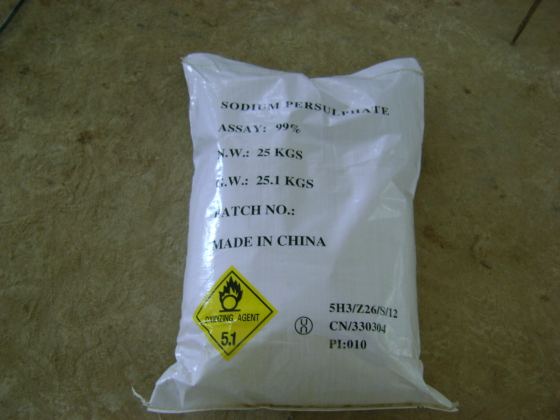 SODIUM PERSULPHATE
ASSAY: 99%
N.W.: 25 KGS
G.W.: 25.1 KGS
BATCH NO.:
MADE IN CHINA
OXIDIZING AGENT
5.1
5H3/Z26/S/12
CN/330304
PI:010